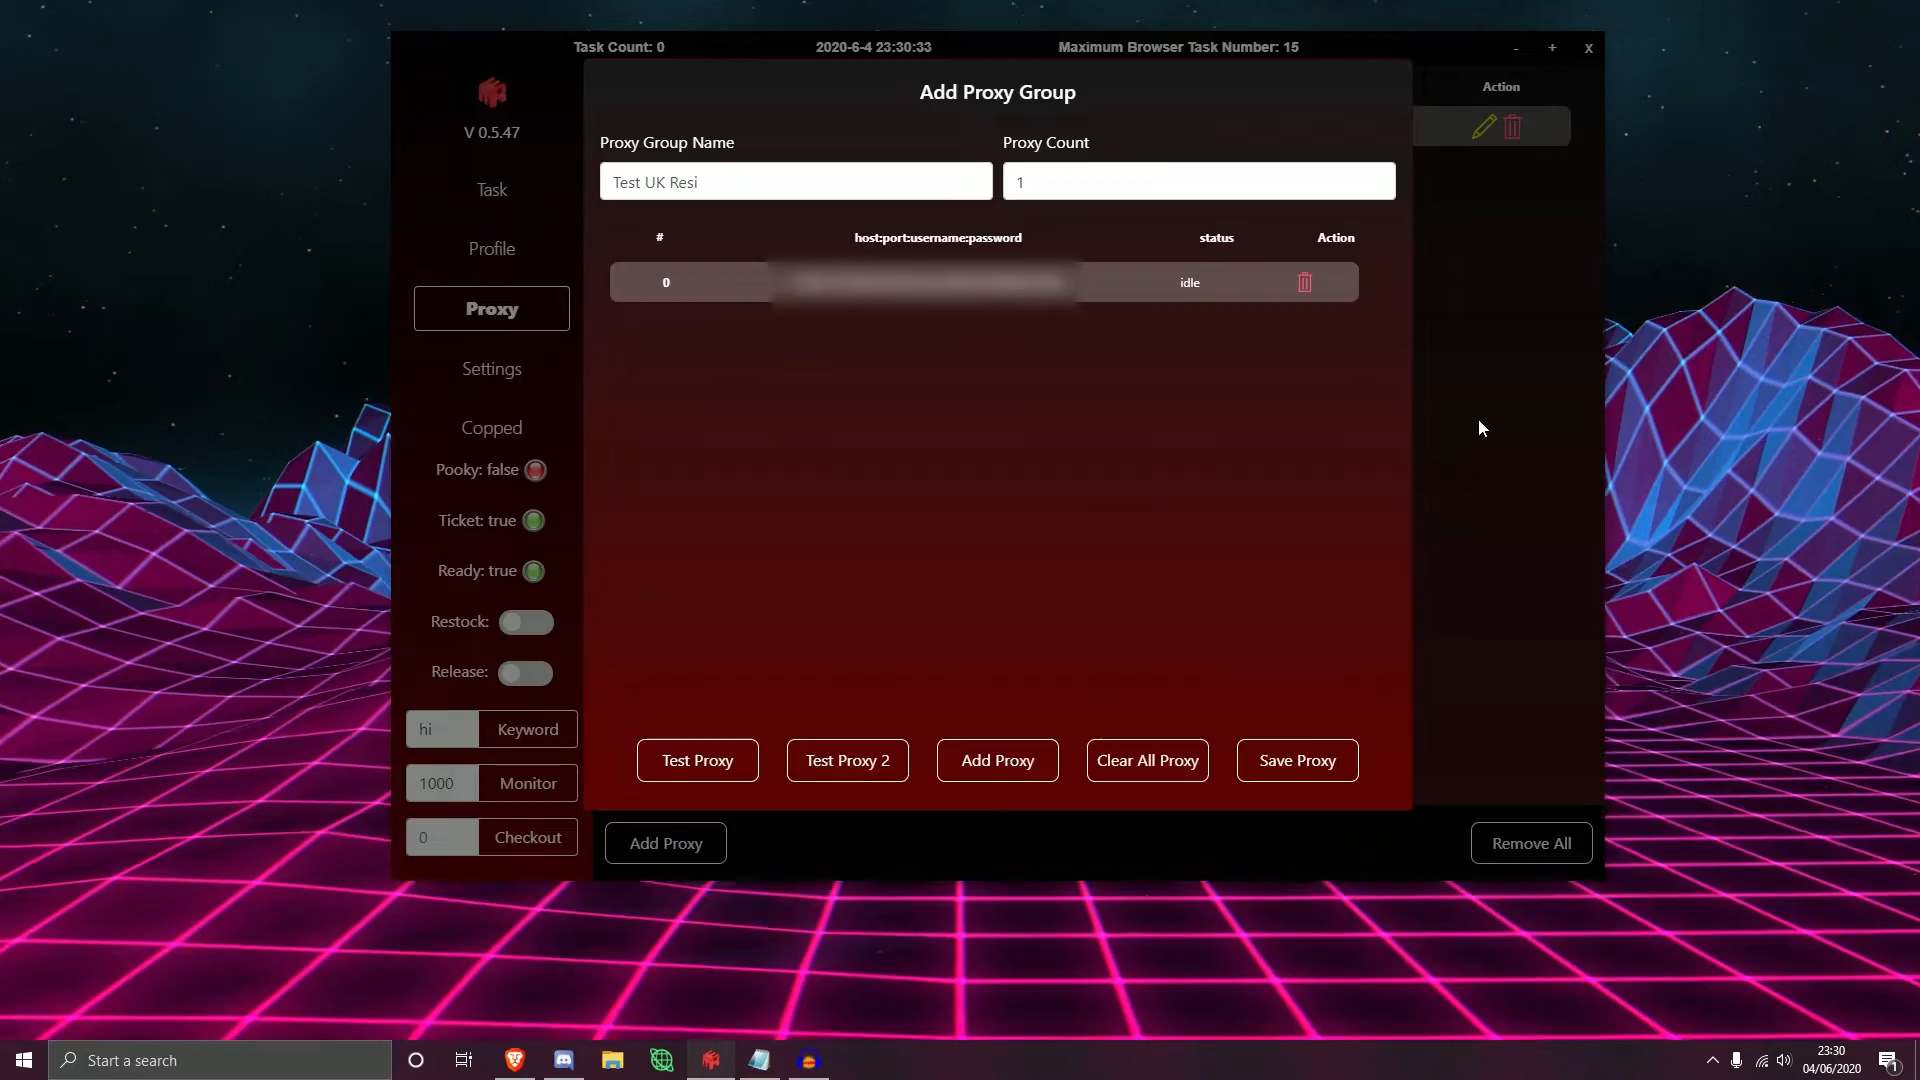 Task Count: 0
2020-6-4 23:30:33
Maximum Browser Task Number: 15
-
+
x
V 0.5.47
Task
Profile
Proxy
Settings
Copped
Pooky: false
Ticket: true
Ready: true
Restock:
Release:
hi
Keyword
1000
Monitor
0
Checkout
Add Proxy Group
Proxy Group Name
Proxy Count
Test UK Resi
1
#
host:port:username:password
status
Action
0
idle
Test Proxy
Test Proxy 2
Add Proxy
Clear All Proxy
Save Proxy
Action
Add Proxy
Remove All
Start a search
23:30
04/06/2020
1